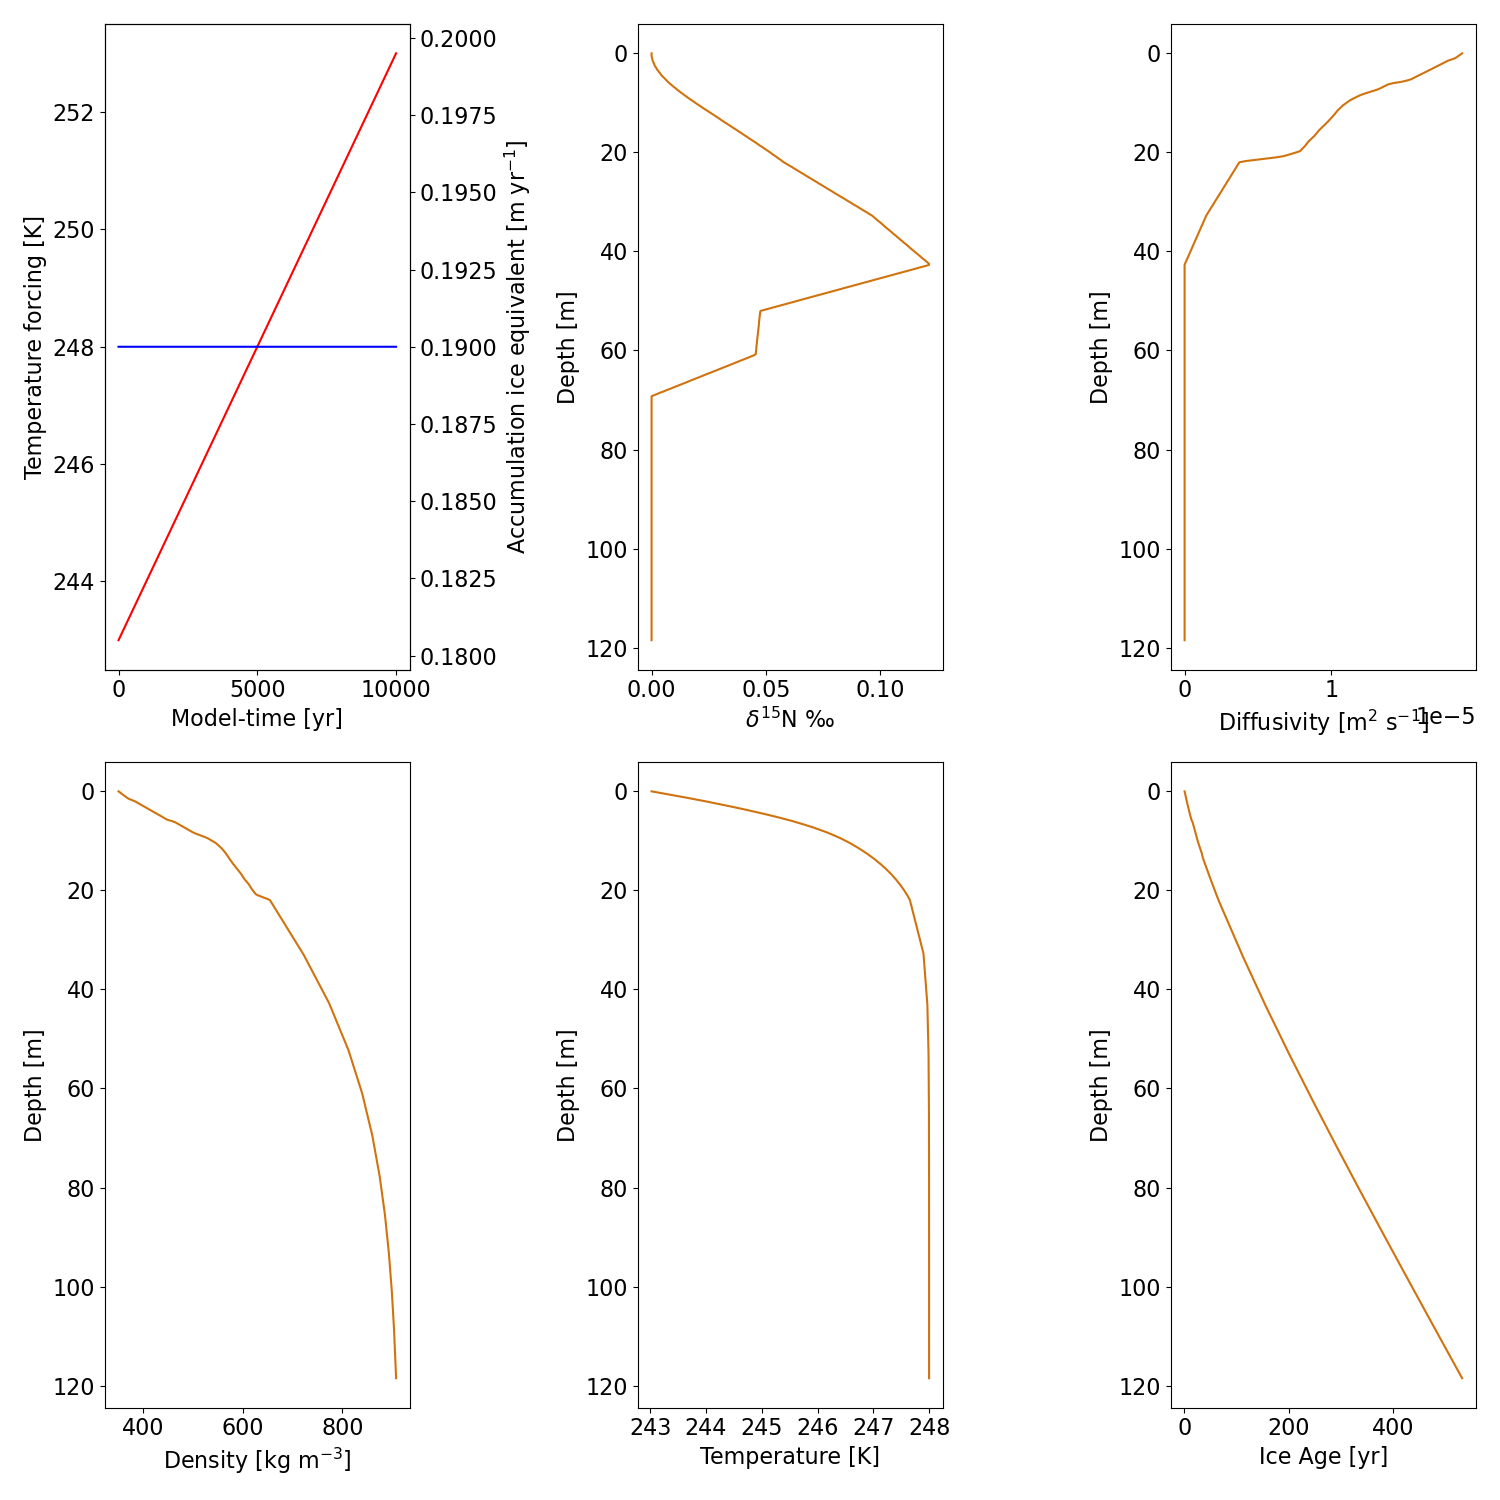 Temperature forcing [K]
252
250
248
246
244
0.2000
0.1975
0.1950
0.1925
0.1900
0.1875
0.1850
0.1825
0.1800
Accumulation ice equivalent [m yr⁻¹]
0 5000 10000
Model-time [yr]
Depth [m]
0
20
40
60
80
100
120
0.00 0.05 0.10
δ¹⁵N ‰
Depth [m]
0
20
40
60
80
100
120
0 1
1e−5
Diffusivity [m² s⁻¹]
Depth [m]
0
20
40
60
80
100
120
400 600 800
Density [kg m⁻³]
Depth [m]
0
20
40
60
80
100
120
243 244 245 246 247 248
Temperature [K]
Depth [m]
0
20
40
60
80
100
120
0 200 400
Ice Age [yr]